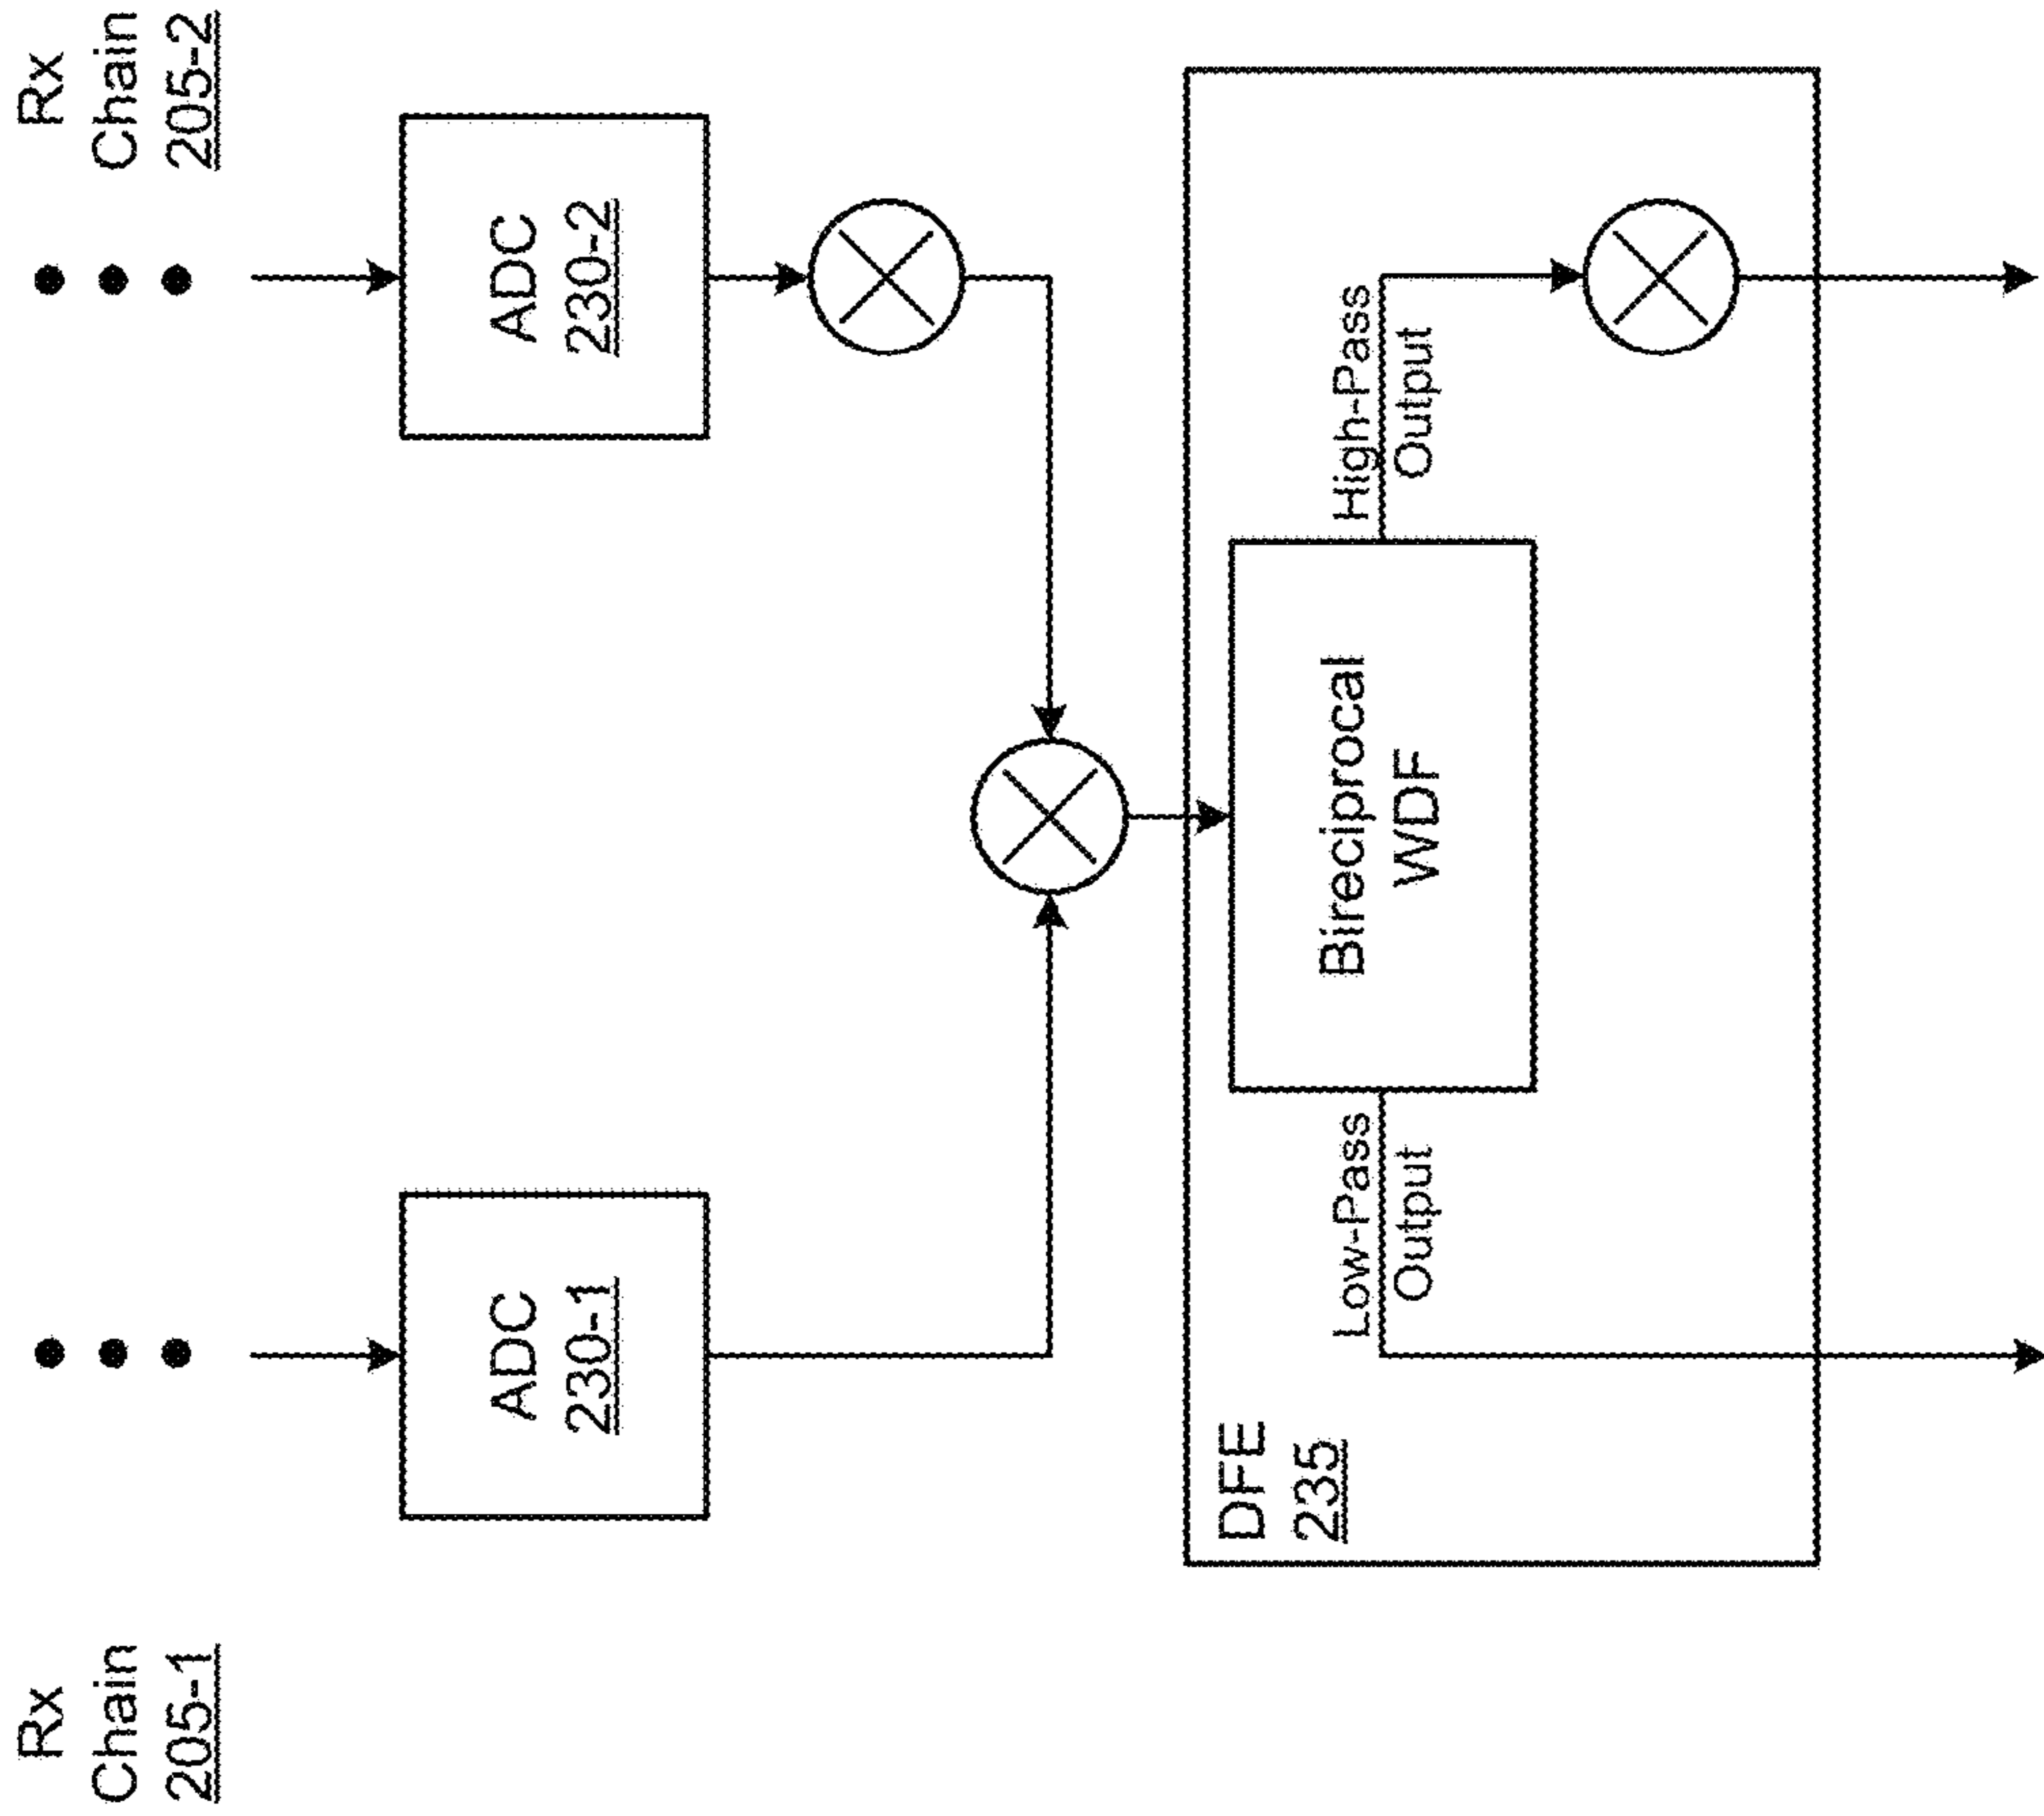 Rx
Chain
205-1
Rx
Chain
205-2
ADC
230-1
ADC
230-2
DFE
235
Low-Pass
Output
Bireciprocal
WDF
High-Pass
Output